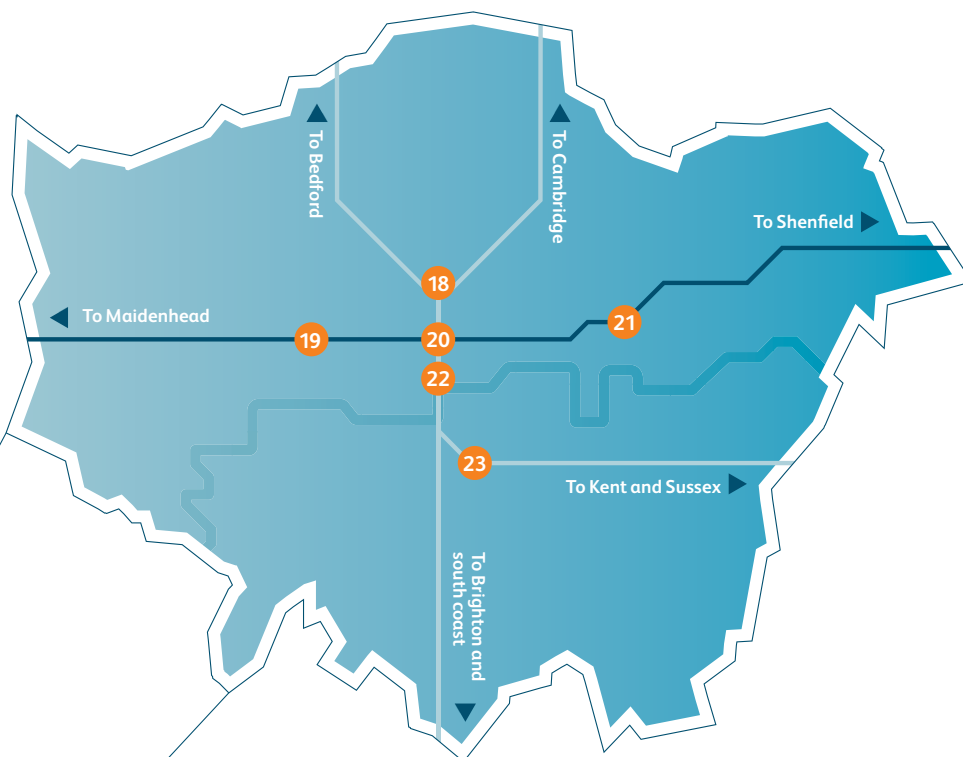 To Bedford
To Cambridge
To Shenfield
18
To Maidenhead
19
20
21
22
23
To Kent and Sussex
To Brighton and
south coast